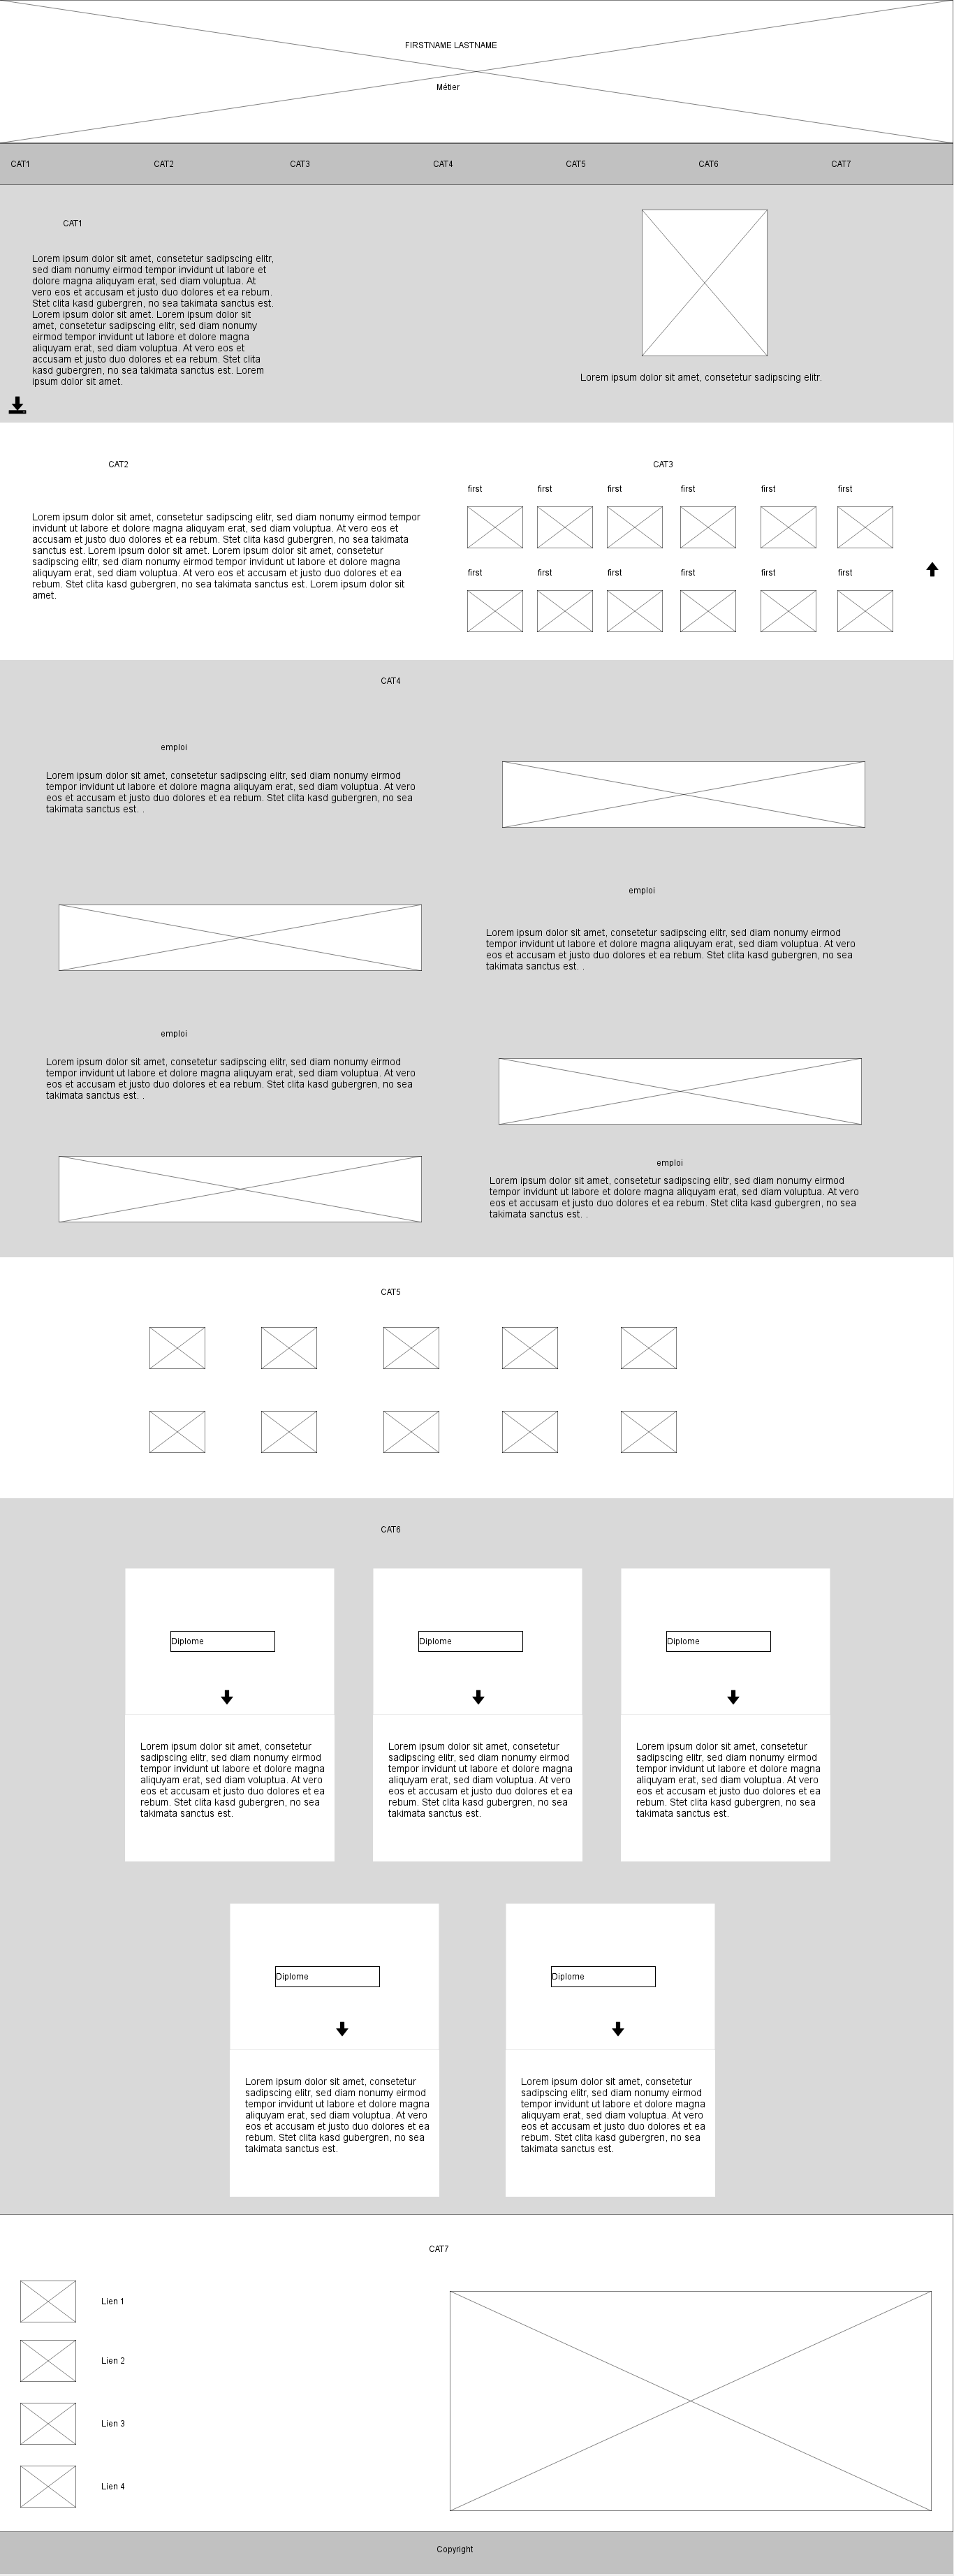 FIRSTNAME LASTNAME
Métier
CAT1 CAT2 CAT3 CAT4 CAT5 CAT6 CAT7
CAT1
Lorem ipsum dolor sit amet, consetetur sadipscing elitr,
sed diam nonumy eirmod tempor invidunt ut labore et
dolore magna aliquyam erat, sed diam voluptua. At
vero eos et accusam et justo duo dolores et ea rebum.
Stet clita kasd gubergren, no sea takimata sanctus est.
Lorem ipsum dolor sit amet. Lorem ipsum dolor sit
amet, consetetur sadipscing elitr, sed diam nonumy
eirmod tempor invidunt ut labore et dolore magna
aliquyam erat, sed diam voluptua. At vero eos et
accusam et justo duo dolores et ea rebum. Stet clita
kasd gubergren, no sea takimata sanctus est. Lorem
ipsum dolor sit amet.
Lorem ipsum dolor sit amet, consetetur sadipscing elitr.
CAT2
Lorem ipsum dolor sit amet, consetetur sadipscing elitr, sed diam nonumy eirmod tempor
invidunt ut labore et dolore magna aliquyam erat, sed diam voluptua. At vero eos et
accusam et justo duo dolores et ea rebum. Stet clita kasd gubergren, no sea takimata
sanctus est. Lorem ipsum dolor sit amet. Lorem ipsum dolor sit amet, consetetur
sadipscing elitr, sed diam nonumy eirmod tempor invidunt ut labore et dolore magna
aliquyam erat, sed diam voluptua. At vero eos et accusam et justo duo dolores et ea
rebum. Stet clita kasd gubergren, no sea takimata sanctus est. Lorem ipsum dolor sit
amet.
CAT3
first first first first first first
first first first first first first
CAT4
emploi
Lorem ipsum dolor sit amet, consetetur sadipscing elitr, sed diam nonumy eirmod
tempor invidunt ut labore et dolore magna aliquyam erat, sed diam voluptua. At vero
eos et accusam et justo duo dolores et ea rebum. Stet clita kasd gubergren, no sea
takimata sanctus est. .
emploi
Lorem ipsum dolor sit amet, consetetur sadipscing elitr, sed diam nonumy eirmod
tempor invidunt ut labore et dolore magna aliquyam erat, sed diam voluptua. At vero
eos et accusam et justo duo dolores et ea rebum. Stet clita kasd gubergren, no sea
takimata sanctus est. .
emploi
Lorem ipsum dolor sit amet, consetetur sadipscing elitr, sed diam nonumy eirmod
tempor invidunt ut labore et dolore magna aliquyam erat, sed diam voluptua. At vero
eos et accusam et justo duo dolores et ea rebum. Stet clita kasd gubergren, no sea
takimata sanctus est. .
emploi
Lorem ipsum dolor sit amet, consetetur sadipscing elitr, sed diam nonumy eirmod
tempor invidunt ut labore et dolore magna aliquyam erat, sed diam voluptua. At vero
eos et accusam et justo duo dolores et ea rebum. Stet clita kasd gubergren, no sea
takimata sanctus est. .
CAT5
CAT6
Diplome
Lorem ipsum dolor sit amet, consetetur
sadipscing elitr, sed diam nonumy eirmod
tempor invidunt ut labore et dolore magna
aliquyam erat, sed diam voluptua. At vero
eos et accusam et justo duo dolores et ea
rebum. Stet clita kasd gubergren, no sea
takimata sanctus est.
Diplome
Lorem ipsum dolor sit amet, consetetur
sadipscing elitr, sed diam nonumy eirmod
tempor invidunt ut labore et dolore magna
aliquyam erat, sed diam voluptua. At vero
eos et accusam et justo duo dolores et ea
rebum. Stet clita kasd gubergren, no sea
takimata sanctus est.
Diplome
Lorem ipsum dolor sit amet, consetetur
sadipscing elitr, sed diam nonumy eirmod
tempor invidunt ut labore et dolore magna
aliquyam erat, sed diam voluptua. At vero
eos et accusam et justo duo dolores et ea
rebum. Stet clita kasd gubergren, no sea
takimata sanctus est.
Diplome
Lorem ipsum dolor sit amet, consetetur
sadipscing elitr, sed diam nonumy eirmod
tempor invidunt ut labore et dolore magna
aliquyam erat, sed diam voluptua. At vero
eos et accusam et justo duo dolores et ea
rebum. Stet clita kasd gubergren, no sea
takimata sanctus est.
Diplome
Lorem ipsum dolor sit amet, consetetur
sadipscing elitr, sed diam nonumy eirmod
tempor invidunt ut labore et dolore magna
aliquyam erat, sed diam voluptua. At vero
eos et accusam et justo duo dolores et ea
rebum. Stet clita kasd gubergren, no sea
takimata sanctus est.
CAT7
Lien 1
Lien 2
Lien 3
Lien 4
Copyright